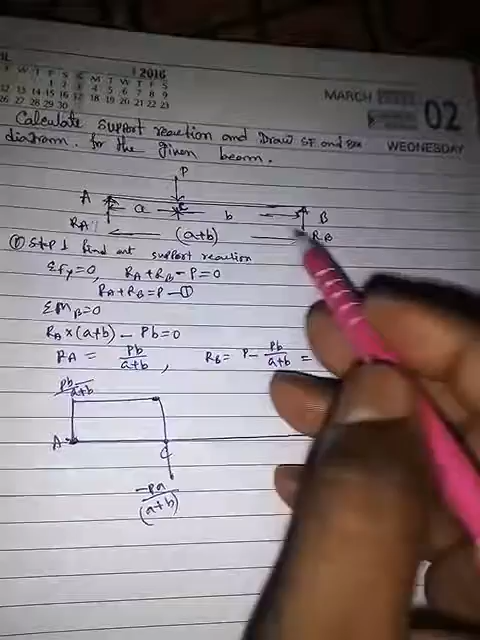 2016
MARCH
02
WEDNESDAY
Calculate support reaction and Draw SF and BM
diagram. for the given beam.
P
A a C b B
RA (a+b) RB
① Step 1 find out support reaction
ΣFy=0, RA+RB-P=0
RA+RB=P-①
ΣMB=0
RA×(a+b) - Pb=0
RA = Pb/a+b , RB= P- Pb/a+b =
Pb/a+b
A C
-Pa/(a+b)